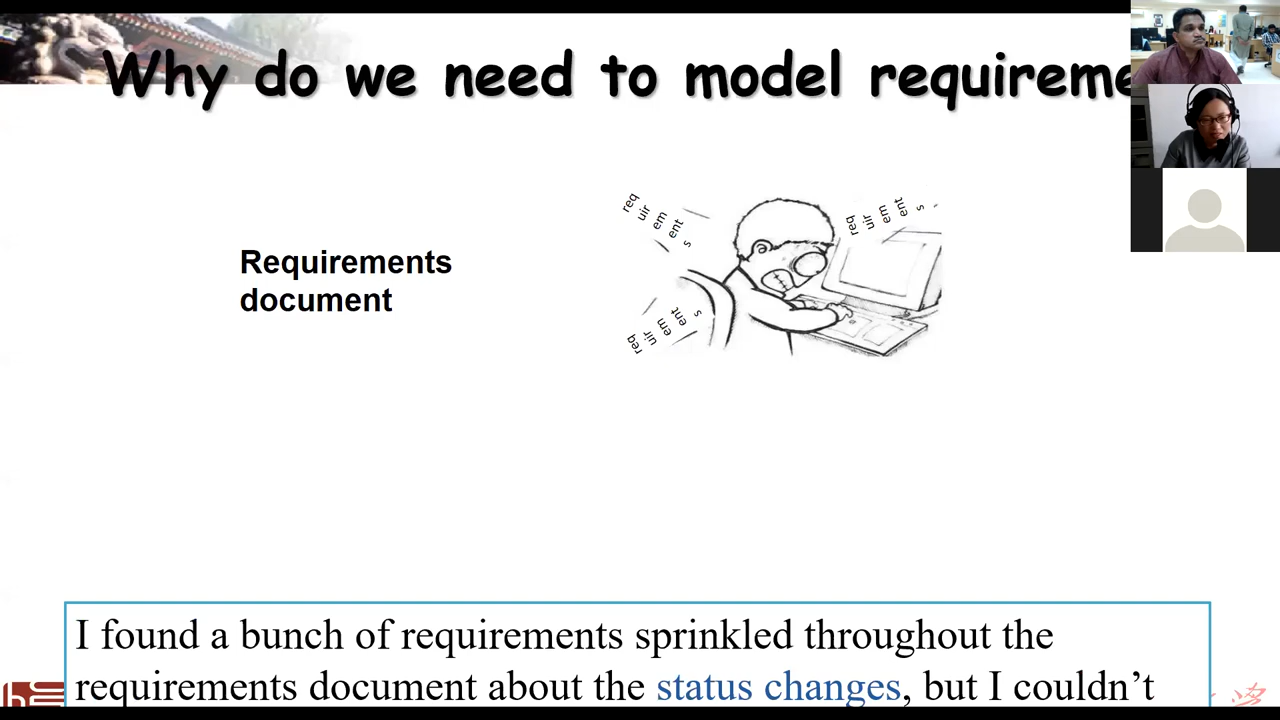 Why do we need to model requireme
Requirements
document
req
uir
em
ent
s
req
uir
em
ent
s
req
uir
em
ent
s
I found a bunch of requirements sprinkled throughout the
requirements document about the status changes, but I couldn't